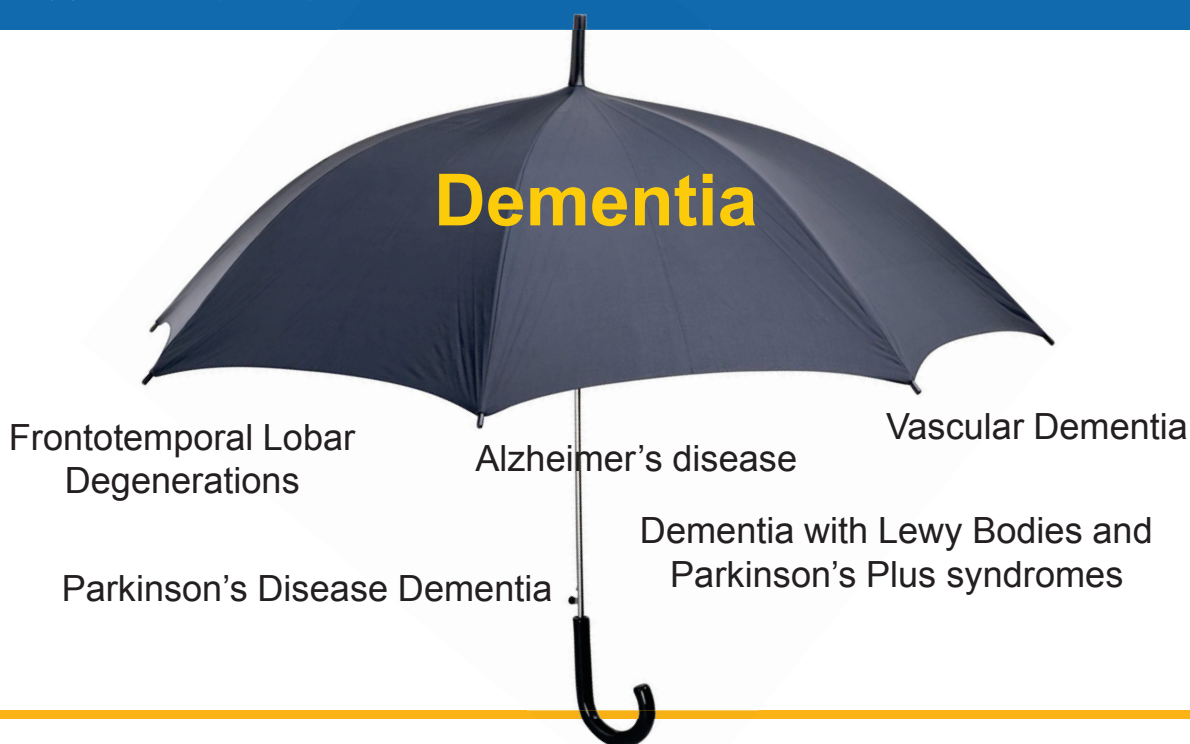 Dementia
Frontotemporal Lobar
Degenerations
Alzheimer’s disease
Vascular Dementia
Dementia with Lewy Bodies and
Parkinson’s Plus syndromes
Parkinson’s Disease Dementia